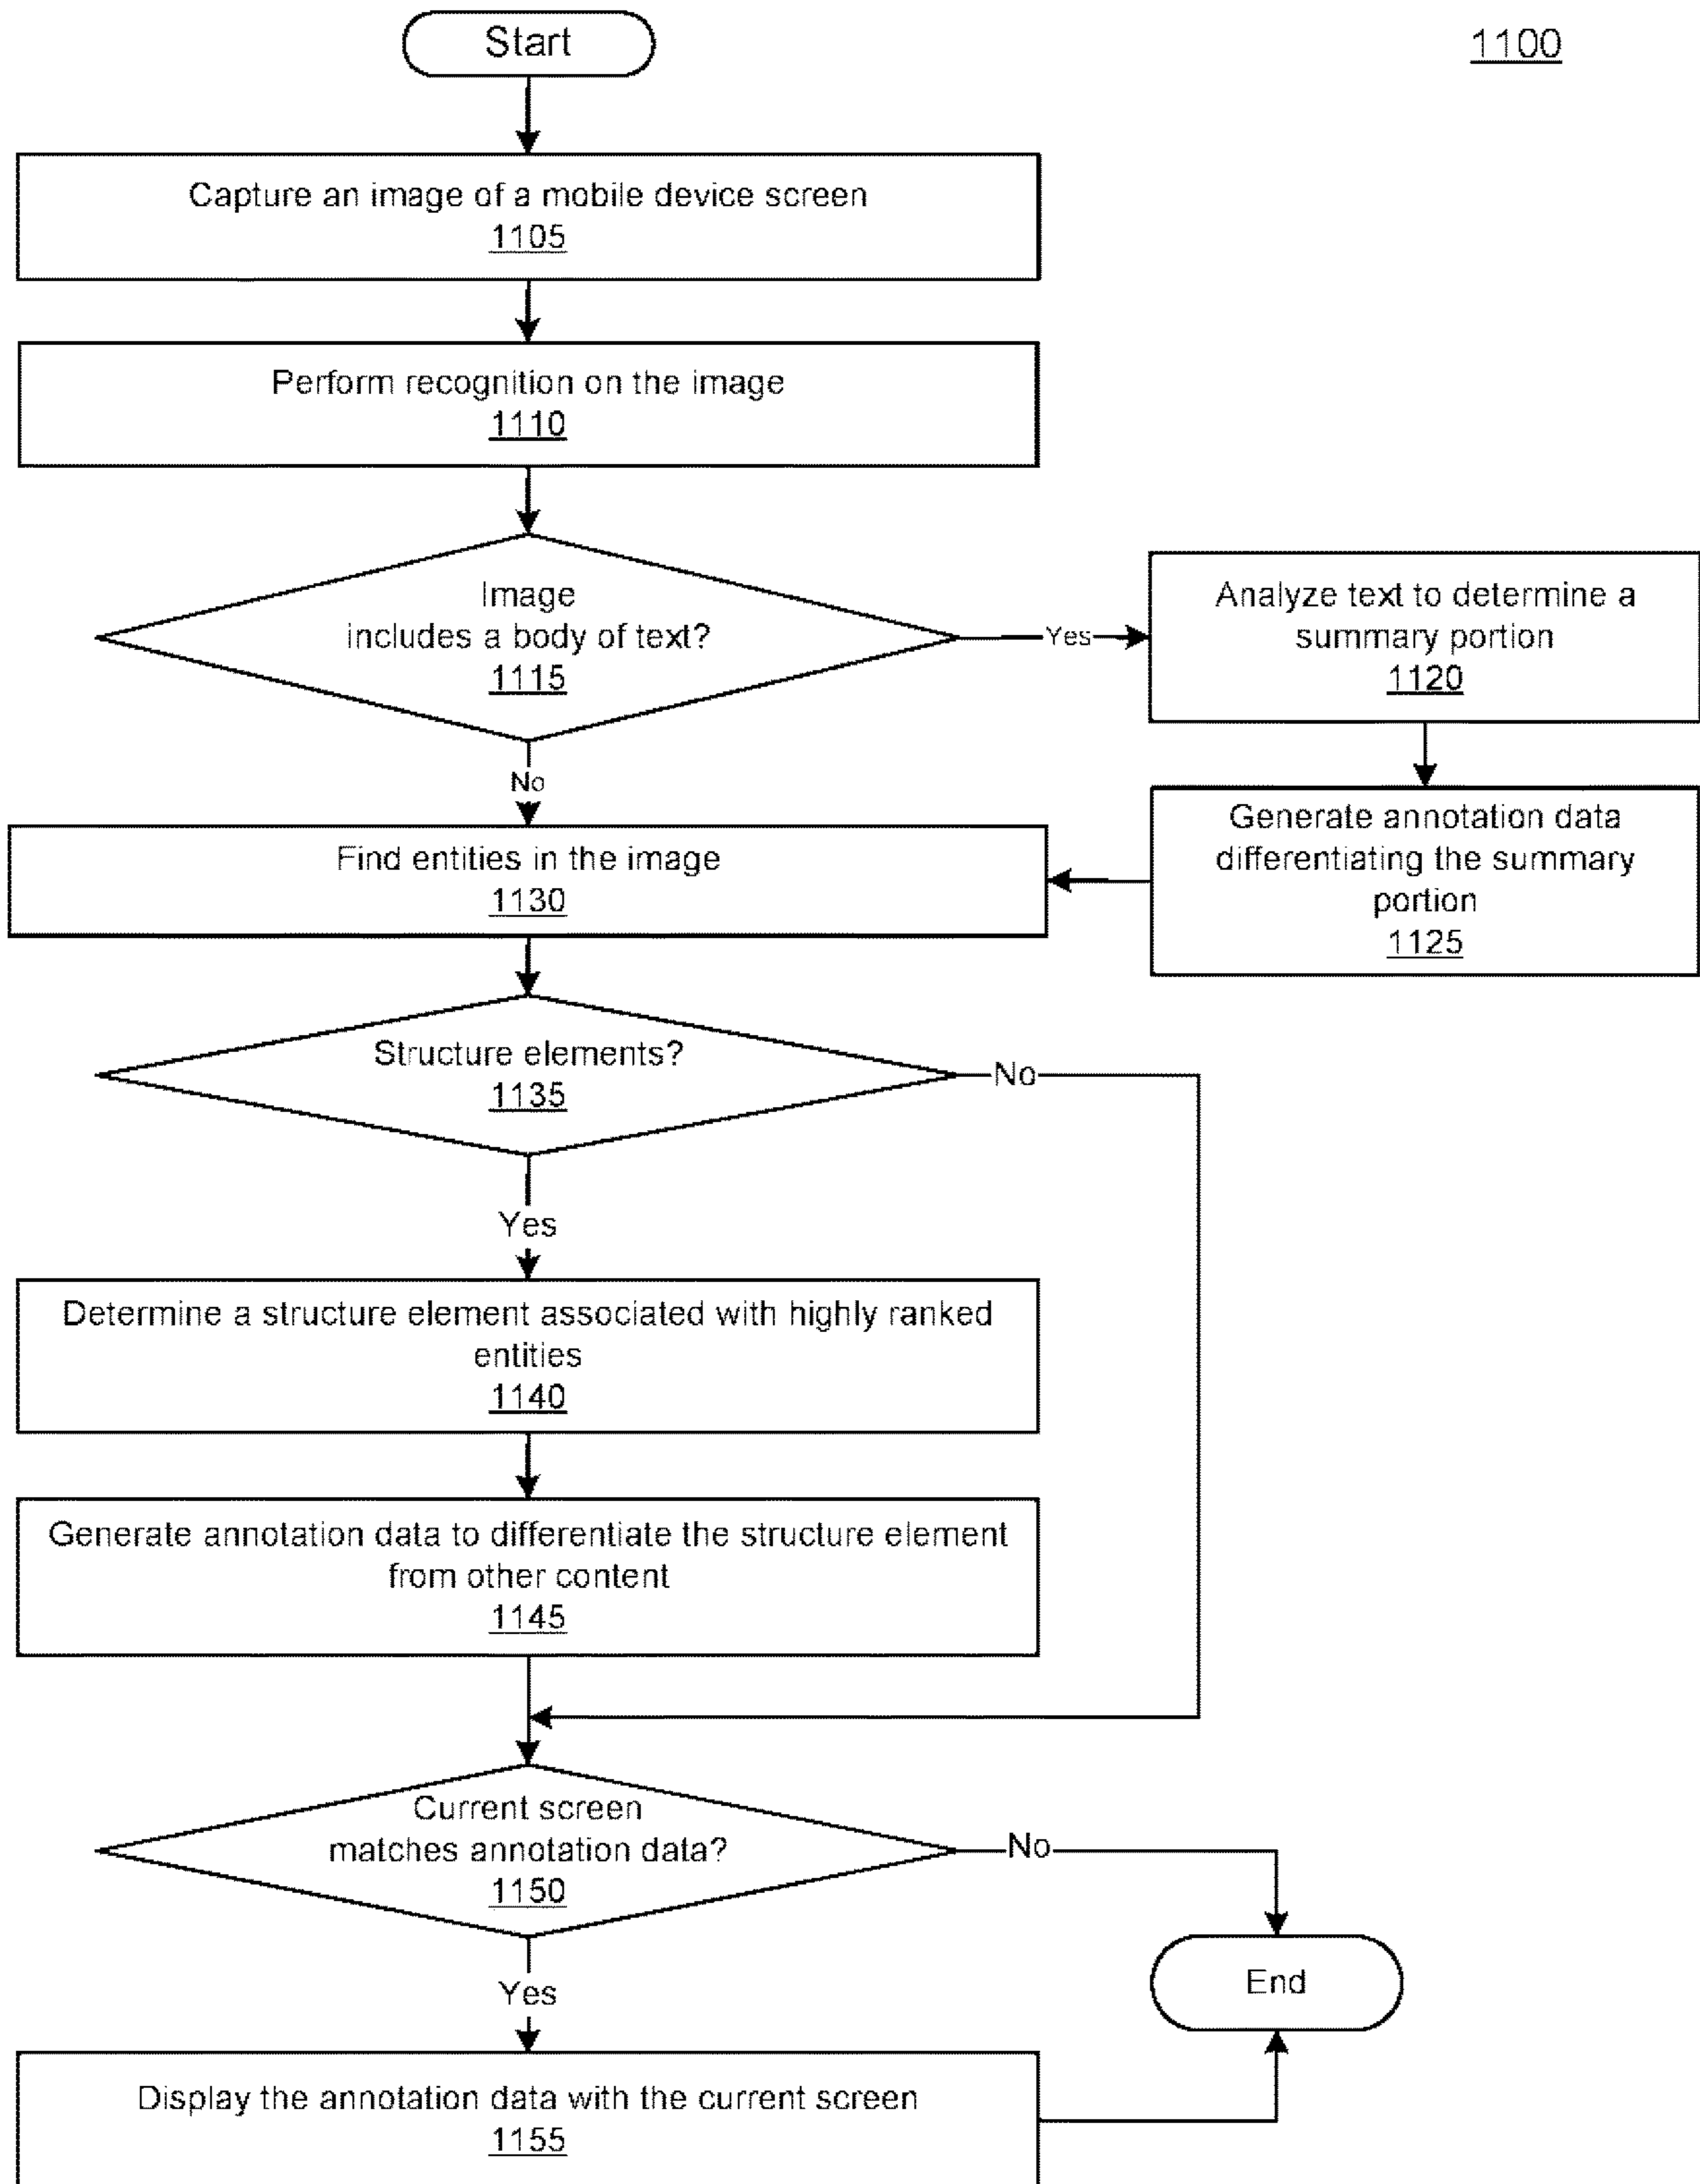 Start
1100
Capture an image of a mobile device screen
1105
Perform recognition on the image
1110
Image
includes a body of text?
1115
Yes
Analyze text to determine a
summary portion
1120
No
Generate annotation data
differentiating the summary
portion
1125
Find entities in the image
1130
Structure elements?
1135
No
Yes
Determine a structure element associated with highly ranked
entities
1140
Generate annotation data to differentiate the structure element
from other content
1145
Current screen
matches annotation data?
1150
No
Yes
End
Display the annotation data with the current screen
1155